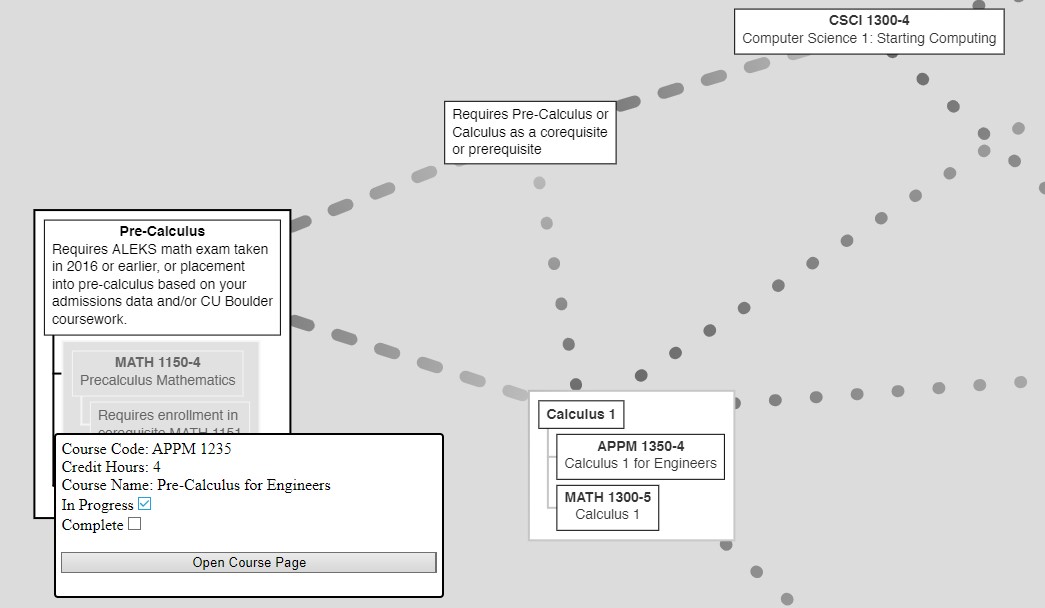 CSCI 1300-4
Computer Science 1: Starting Computing
Requires Pre-Calculus or
Calculus as a corequisite
or prerequisite
Pre-Calculus
Requires ALEKS math exam taken
in 2016 or earlier, or placement
into pre-calculus based on your
admissions data and/or CU Boulder
coursework.
MATH 1150-4
Precalculus Mathematics
Requires enrollment in
corequisite MATH 1151
Course Code: APPM 1235
Credit Hours: 4
Course Name: Pre-Calculus for Engineers
In Progress
Complete
Open Course Page
Calculus 1
APPM 1350-4
Calculus 1 for Engineers
MATH 1300-5
Calculus 1